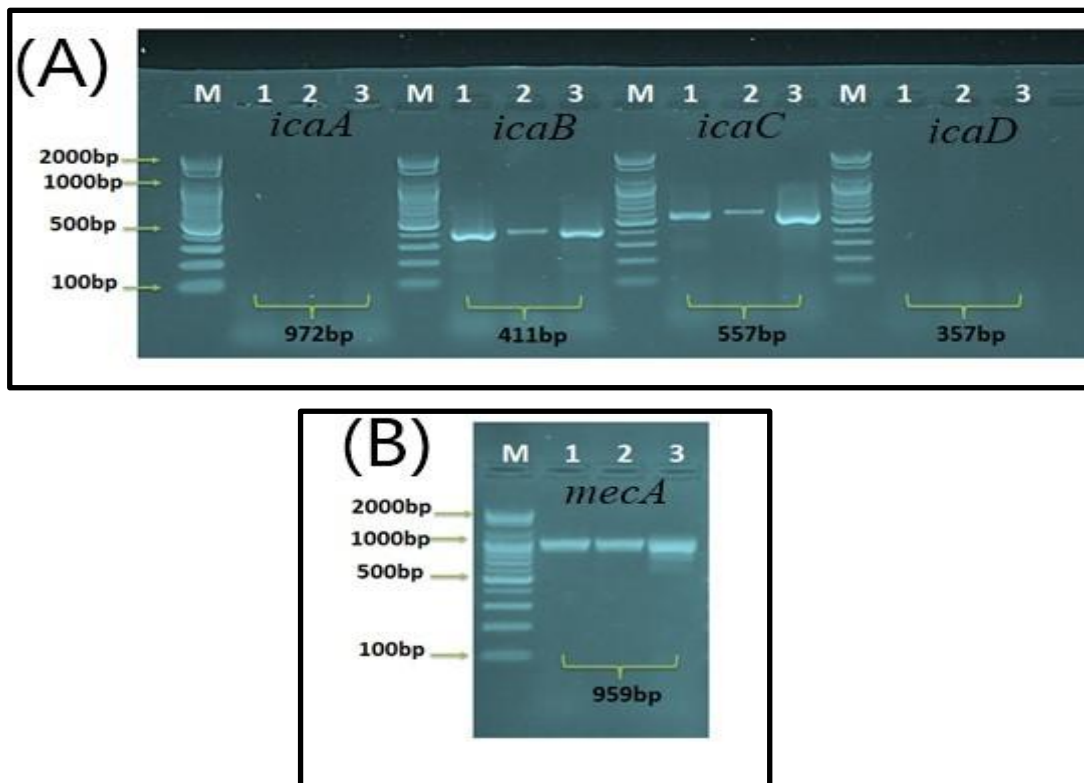 (A)
M 1 2 3 M 1 2 3 M 1 2 3 M 1 2 3
icaA icaB icaC icaD
2000bp
1000bp
500bp
100bp
972bp 411bp 557bp 357bp
(B)
M 1 2 3
mecA
2000bp
1000bp
500bp
100bp
959bp